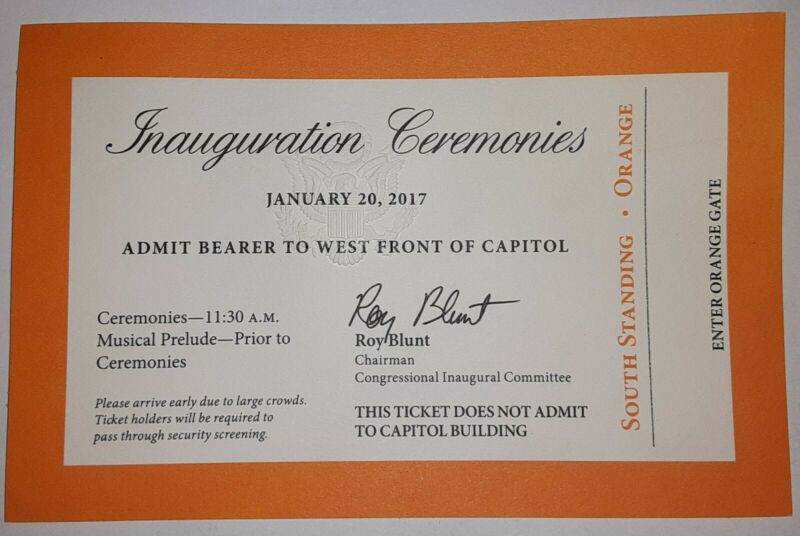 Inauguration Ceremonies
JANUARY 20, 2017
ADMIT BEARER TO WEST FRONT OF CAPITOL
Ceremonies—11:30 A.M.
Musical Prelude—Prior to
Ceremonies
Please arrive early due to large crowds.
Ticket holders will be required to
pass through security screening.
Roy Blunt
Roy Blunt
Chairman
Congressional Inaugural Committee
THIS TICKET DOES NOT ADMIT
TO CAPITOL BUILDING
SOUTH STANDING • ORANGE
ENTER ORANGE GATE